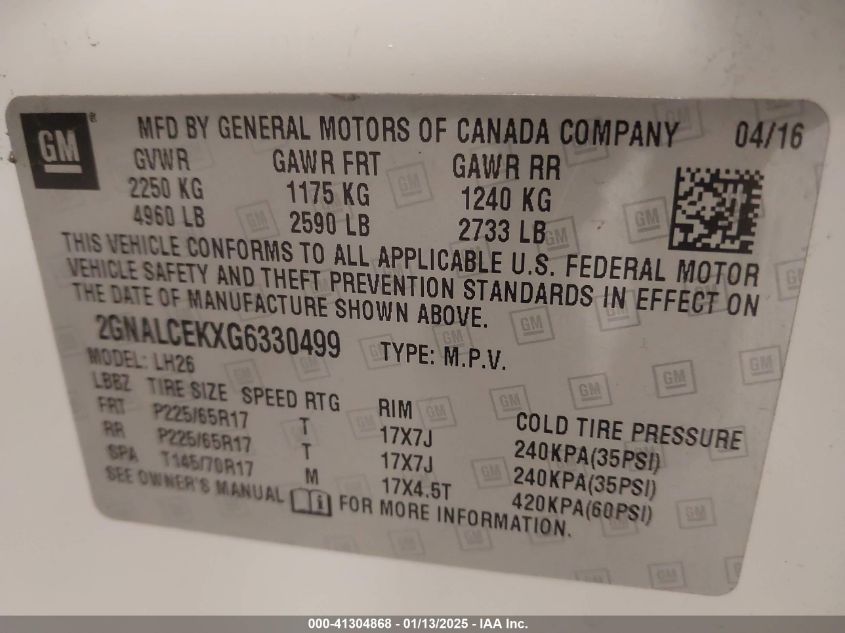 GM ® MFD BY GENERAL MOTORS OF CANADA COMPANY 04/16
GVWR GAWR FRT GAWR RR
2250 KG 1175 KG 1240 KG
4960 LB 2590 LB 2733 LB
THIS VEHICLE CONFORMS TO ALL APPLICABLE U.S. FEDERAL MOTOR
VEHICLE SAFETY AND THEFT PREVENTION STANDARDS IN EFFECT ON
THE DATE OF MANUFACTURE SHOWN ABOVE.
2GNALCEKXG6330499 TYPE: M.P.V.
MODEL: LH26
LBBZ TIRE SIZE SPEED RTG RIM COLD TIRE PRESSURE
FRT P225/65R17 T 17X7J 240KPA(35PSI)
RR P225/65R17 T 17X7J 240KPA(35PSI)
SPA T145/70R17 M 17X4.5T 420KPA(60PSI)
SEE OWNER'S MANUAL i FOR MORE INFORMATION.
000-41304868 - 01/13/2025 - IAA Inc.